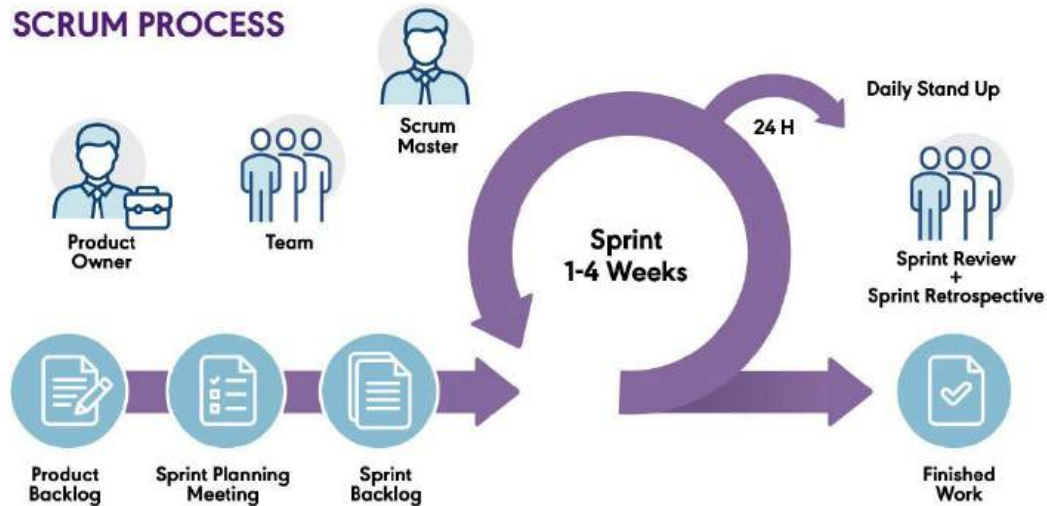 SCRUM PROCESS
Scrum
Master
Daily Stand Up
24 H
Product
Owner
Team
Sprint
1-4 Weeks
Sprint Review
+
Sprint Retrospective
Product
Backlog
Sprint Planning
Meeting
Sprint
Backlog
Finished
Work